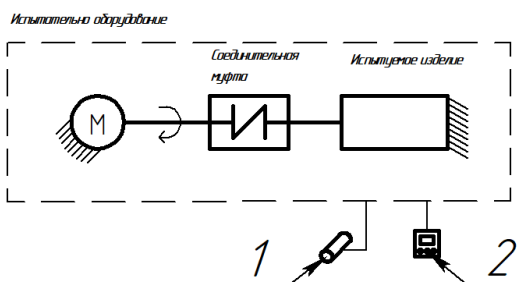 Испытательно оборудование
Соединительная
муфта
Испытуемое изделие
М
1
2